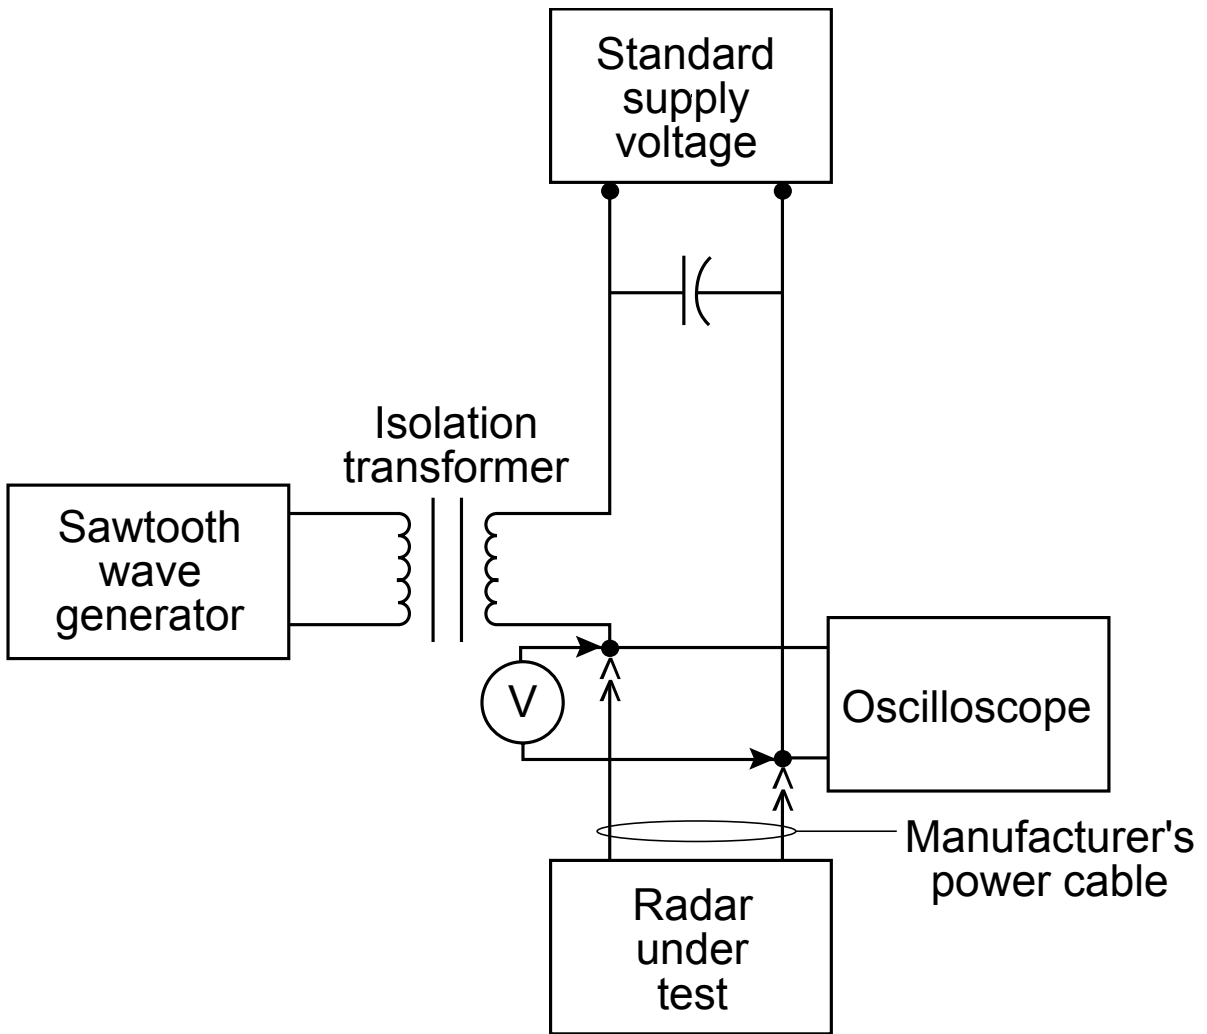 Standard
supply
voltage
Isolation
transformer
Sawtooth
wave
generator
V
Oscilloscope
Manufacturer's
power cable
Radar
under
test